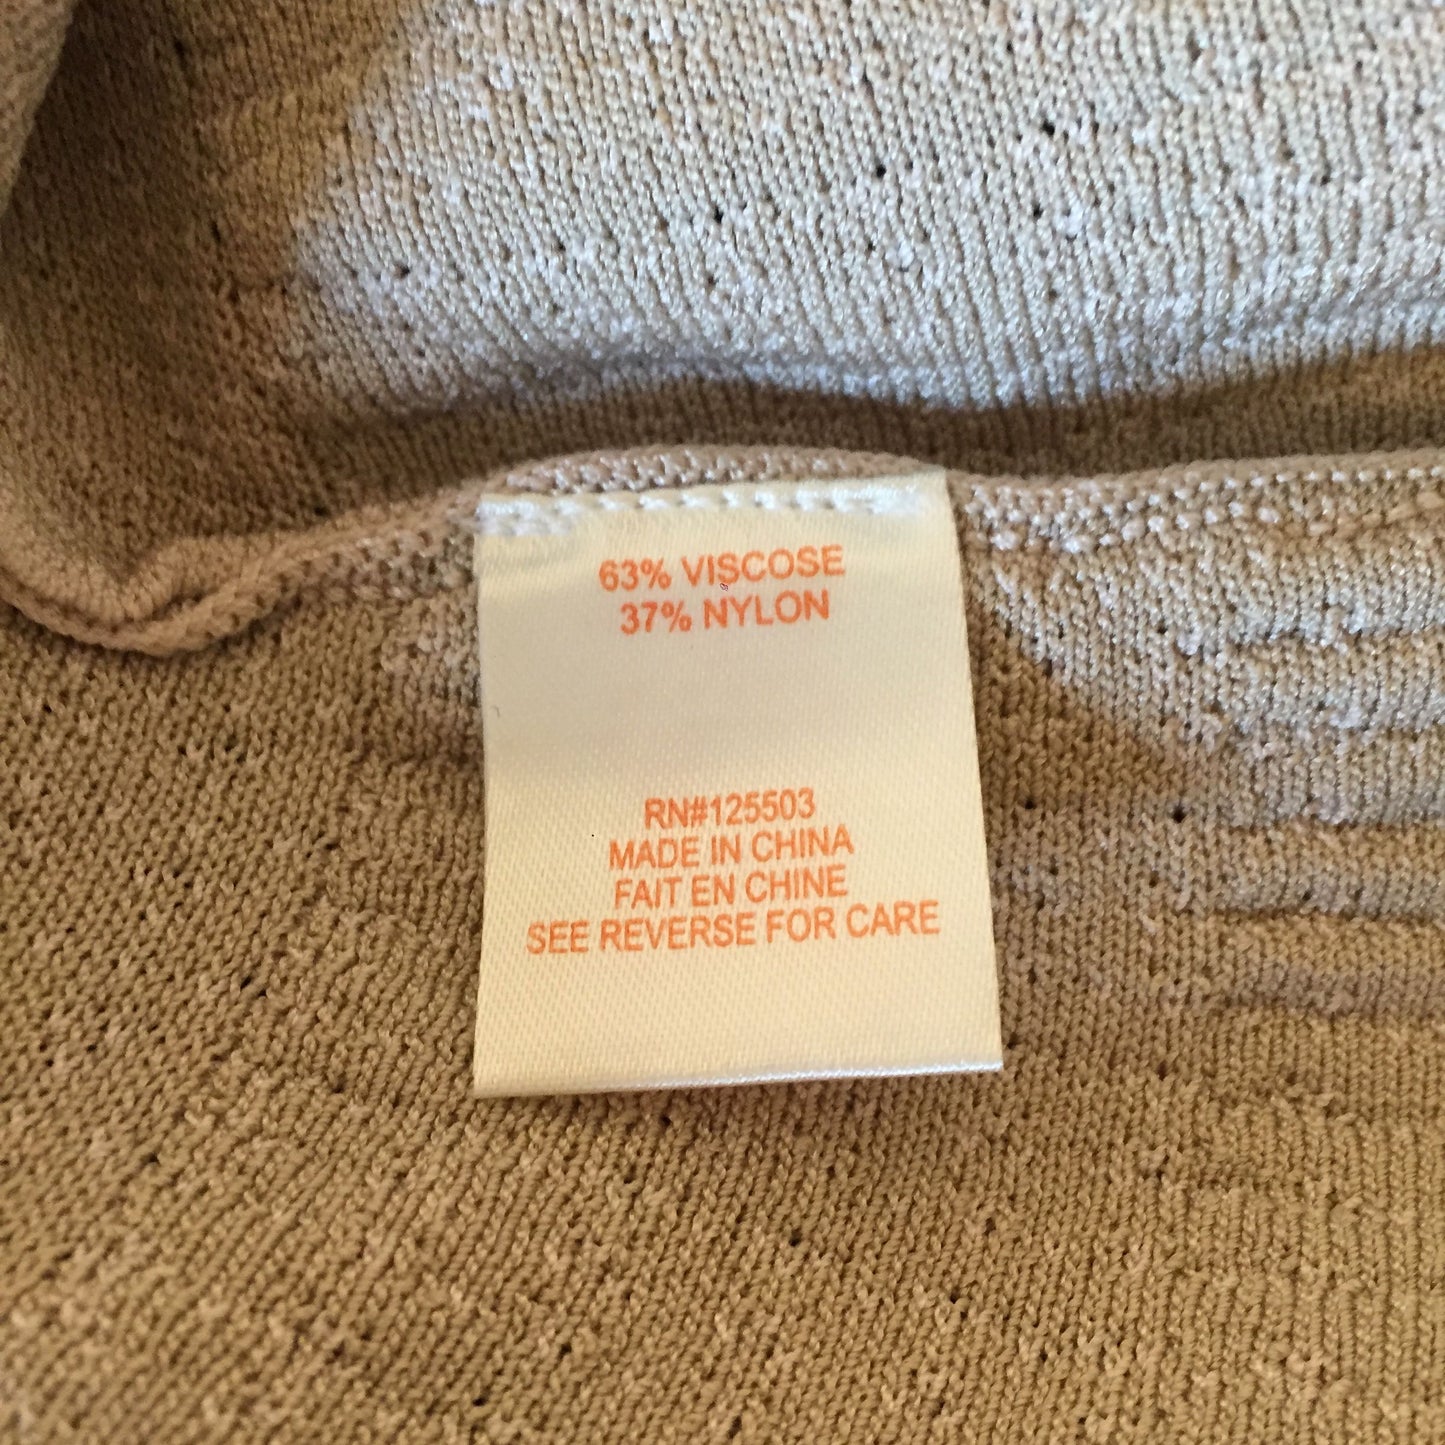 63% VISCOSE
37% NYLON
RN#125503
MADE IN CHINA
FAIT EN CHINE
SEE REVERSE FOR CARE